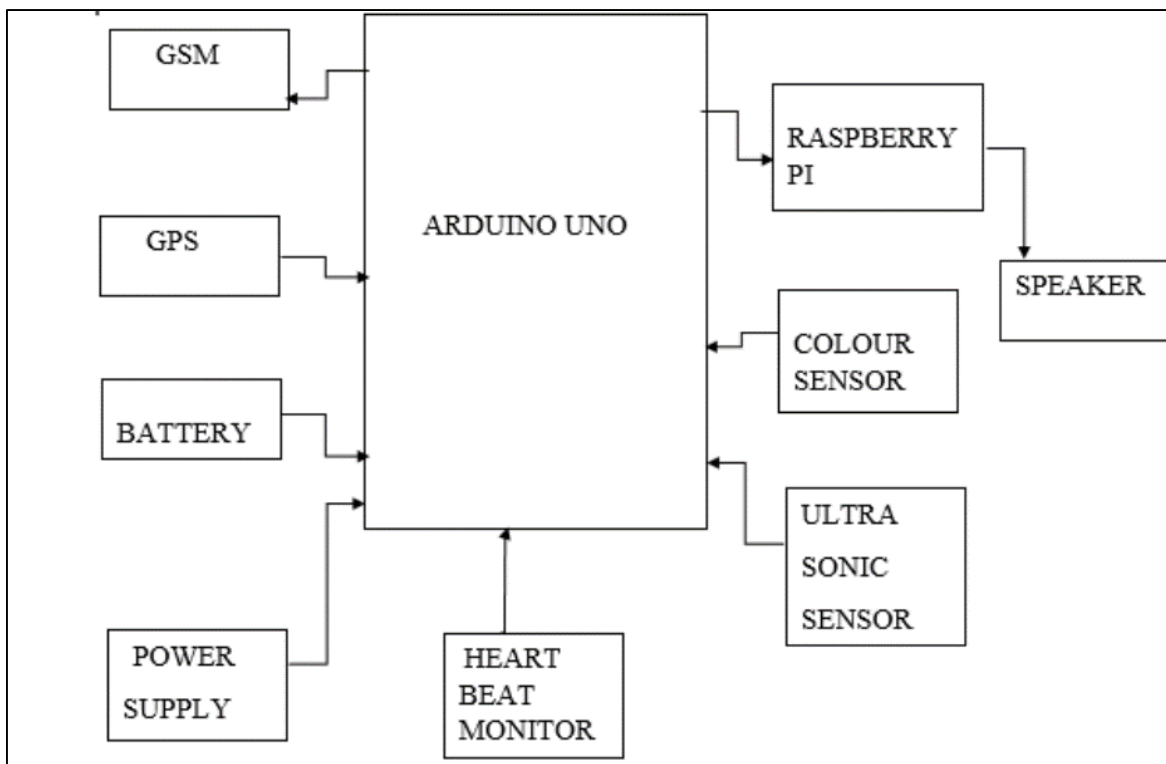 GSM
GPS
BATTERY
POWER
SUPPLY
ARDUINO UNO
HEART
BEAT
MONITOR
RASPBERRY
PI
SPEAKER
COLOUR
SENSOR
ULTRA
SONIC
SENSOR